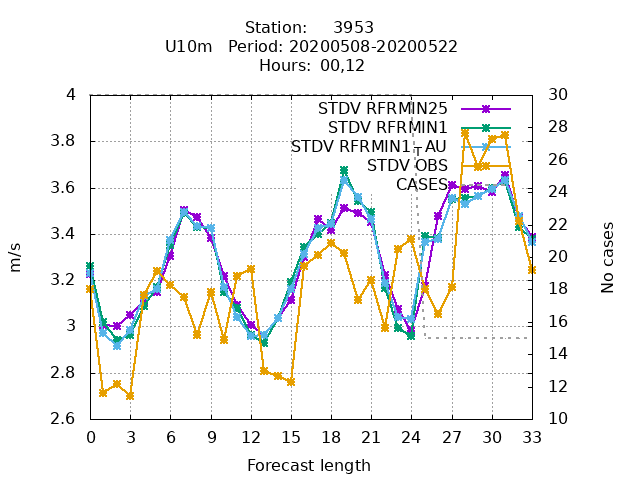 Station: 3953
U10m Period: 20200508-20200522
Hours: 00,12
4
3.8
3.6
3.4
3.2
3
2.8
2.6
m/s
STDV RFRMIN25
STDV RFRMIN1
STDV RFRMIN1+AU
STDV OBS
CASES
30
28
26
24
22
20
18
16
14
12
10
No cases
0 3 6 9 12 15 18 21 24 27 30 33
Forecast length